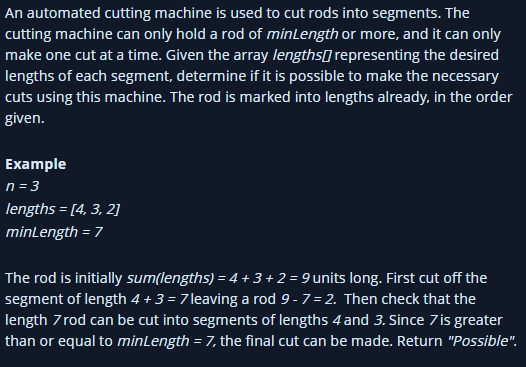 An automated cutting machine is used to cut rods into segments. The
cutting machine can only hold a rod of minLength or more, and it can only
make one cut at a time. Given the array lengths[] representing the desired
lengths of each segment, determine if it is possible to make the necessary
cuts using this machine. The rod is marked into lengths already, in the order
given.
Example
n = 3
lengths = [4, 3, 2]
minLength = 7
The rod is initially sum(lengths) = 4 + 3 + 2 = 9 units long. First cut off the
segment of length 4 + 3 = 7 leaving a rod 9 - 7 = 2. Then check that the
length 7 rod can be cut into segments of lengths 4 and 3. Since 7 is greater
than or equal to minLength = 7, the final cut can be made. Return "Possible".